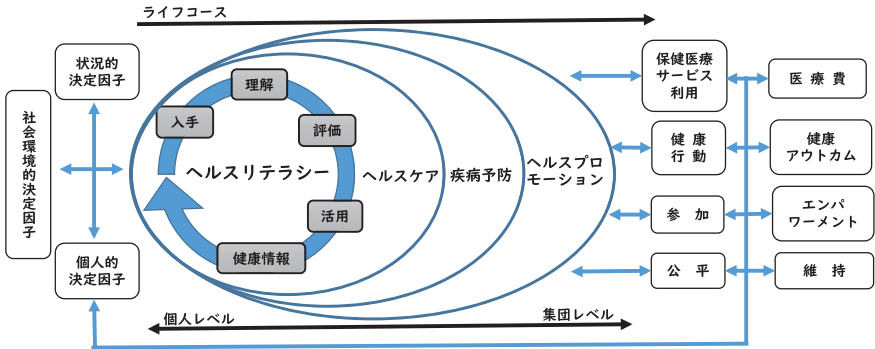 ライフコース
状況的
決定因子
社会環境的決定因子
個人的
決定因子
理解
入手
評価
ヘルスリテラシー
活用
健康情報
ヘルスケア
疾病予防
ヘルスプロ
モーション
個人レベル
集団レベル
保健医療
サービス
利用
健康
行動
参加
公平
医療費
健康
アウトカム
エンパ
ワーメント
維持